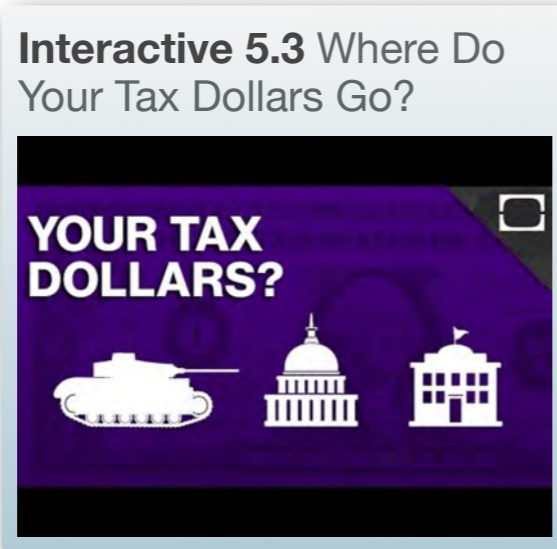 Interactive 5.3 Where Do
Your Tax Dollars Go?
YOUR TAX
DOLLARS?